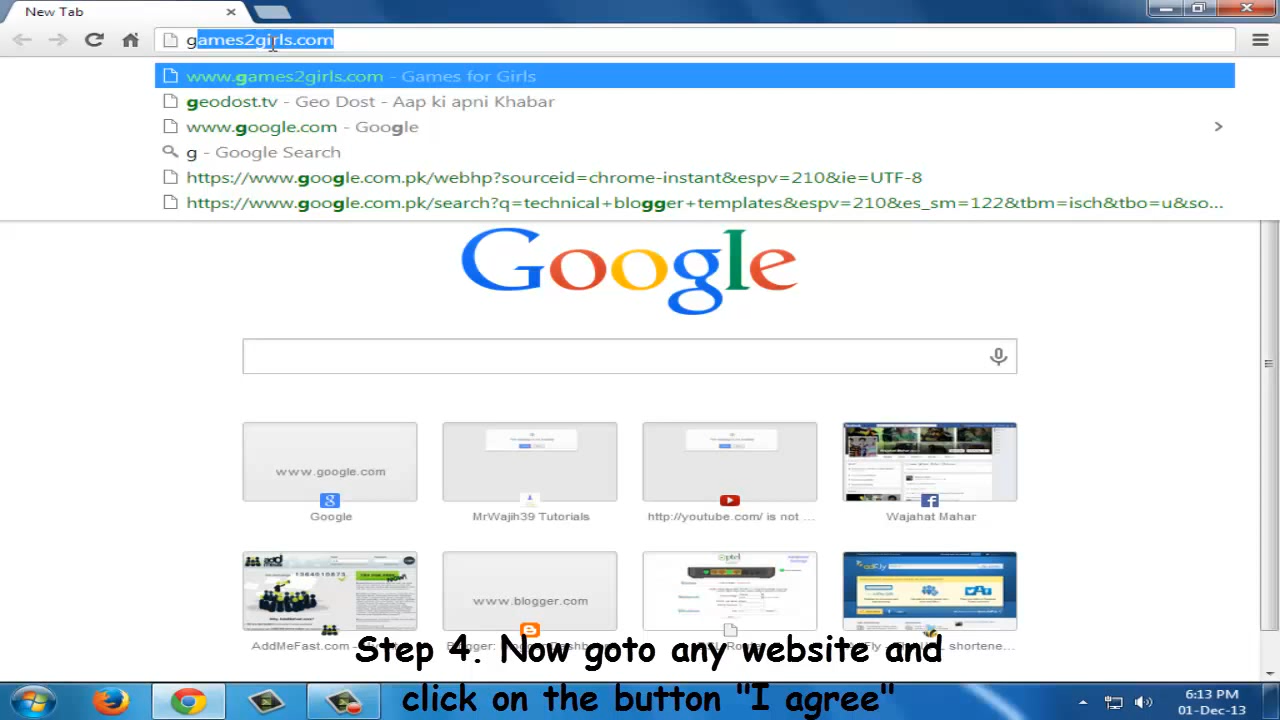 New Tab
games2girls.com
www.games2girls.com - Games for Girls
geodost.tv - Geo Dost - Aap ki apni Khabar
www.google.com - Google
g - Google Search
https://www.google.com.pk/webhp?sourceid=chrome-instant&espv=210&ie=UTF-8
https://www.google.com.pk/search?q=technical+blogger+templates&espv=210&es_sm=122&tbm=isch&tbo=u&so...
Google
www.google.com
Google
MrWajih39 Tutorials
http://youtube.com/ is not ...
Wajahat Mahar
www.blogger.com
ptel
adfly
AddMeFast.com
Step 4. Now goto any website and
click on the button "I agree"
6:13 PM
01-Dec-13